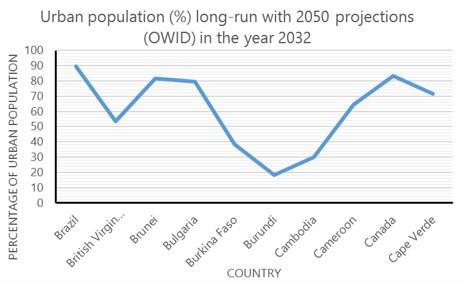 Urban population (%) long-run with 2050 projections
(OWID) in the year 2032
PERCENTAGE OF URBAN POPULATION
100
90
80
70
60
50
40
30
20
10
0
Brazil
British Virgin...
Brunei
Bulgaria
Burkina Faso
Burundi
Cambodia
Cameroon
Canada
Cape Verde
COUNTRY